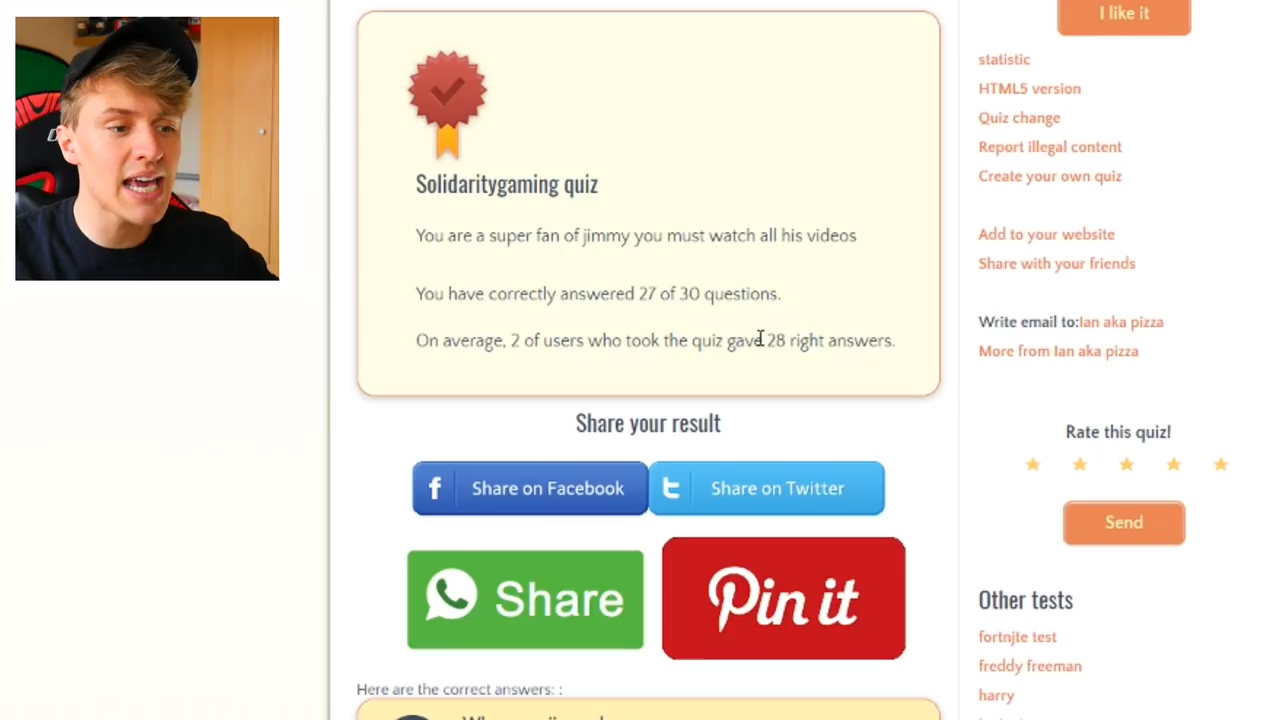 I like it
statistic
HTML5 version
Quiz change
Report illegal content
Create your own quiz
Add to your website
Share with your friends
Write email to:Ian aka pizza
More from Ian aka pizza
Rate this quiz!
Send
Other tests
fortnjte test
freddy freeman
harry
Solidaritygaming quiz
You are a super fan of jimmy you must watch all his videos
You have correctly answered 27 of 30 questions.
On average, 2 of users who took the quiz gave 28 right answers.
Share your result
f Share on Facebook
t Share on Twitter
Share
Pin it
Here are the correct answers: :